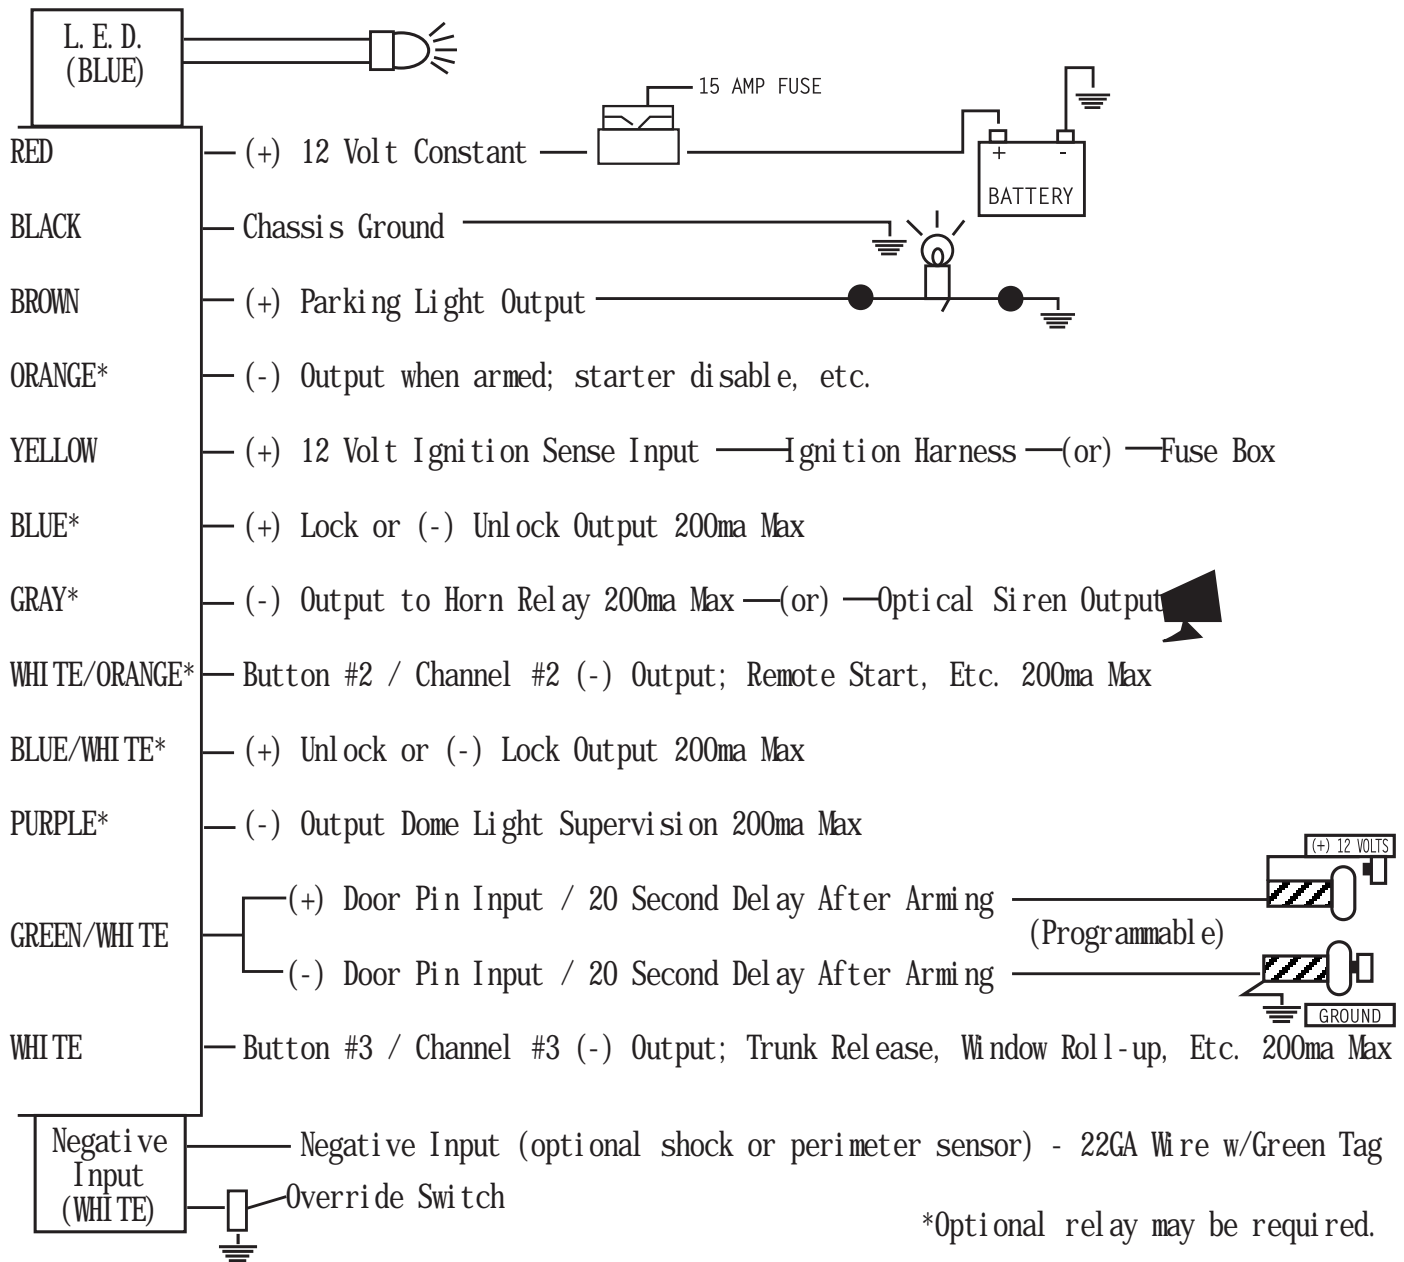 L.E.D.
(BLUE)
15 AMP FUSE
RED (+) 12 Volt Constant
+ -
BATTERY
BLACK Chassis Ground
BROWN (+) Parking Light Output
ORANGE* (-) Output when armed; starter disable, etc.
YELLOW (+) 12 Volt Ignition Sense Input Ignition Harness (or) Fuse Box
BLUE* (+) Lock or (-) Unlock Output 200ma Max
GRAY* (-) Output to Horn Relay 200ma Max (or) Optical Siren Output
WHITE/ORANGE* Button #2 / Channel #2 (-) Output; Remote Start, Etc. 200ma Max
BLUE/WHITE* (+) Unlock or (-) Lock Output 200ma Max
PURPLE* (-) Output Dome Light Supervision 200ma Max
(+) 12 VOLTS
(+) Door Pin Input / 20 Second Delay After Arming
GREEN/WHITE (Programmable)
(-) Door Pin Input / 20 Second Delay After Arming
GROUND
WHITE Button #3 / Channel #3 (-) Output; Trunk Release, Window Roll-up, Etc. 200ma Max
Negative
Input
(WHITE)
Negative Input (optional shock or perimeter sensor) - 22GA Wire w/Green Tag
Override Switch
*Optional relay may be required.